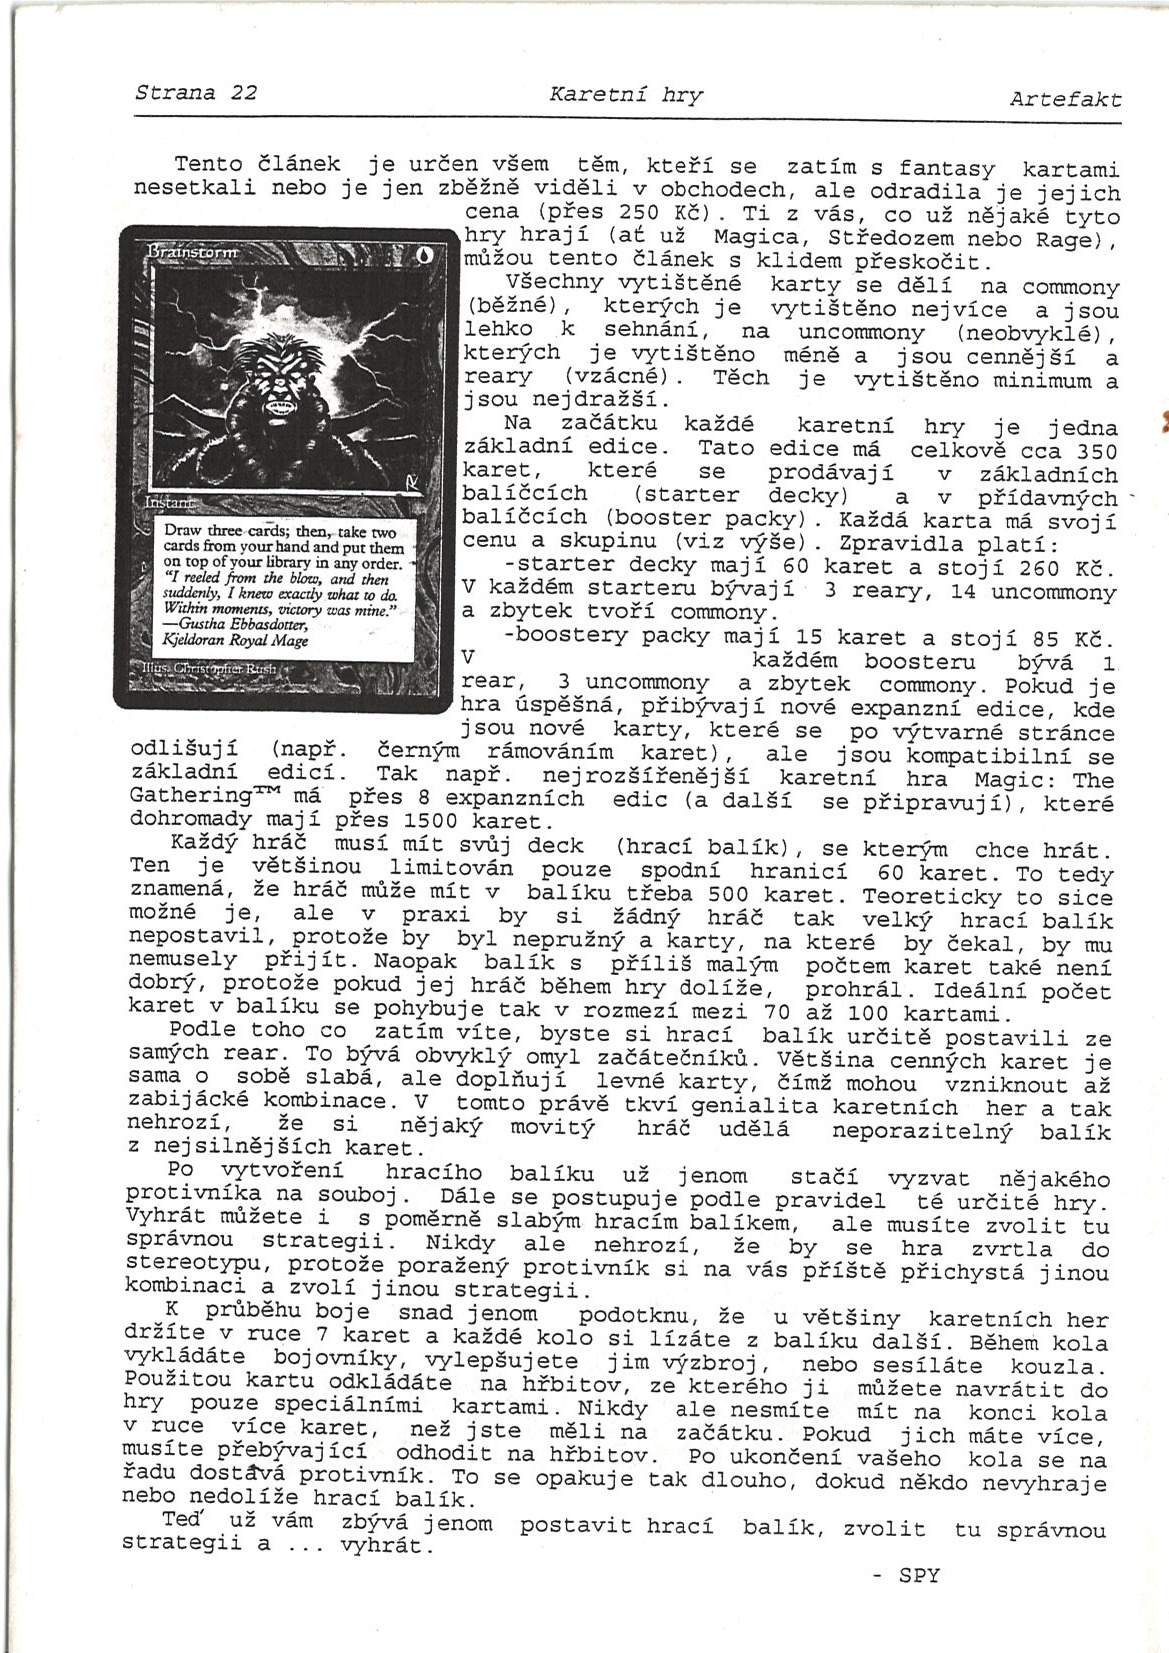 Strana 22 Karetní hry Artefakt
Tento článek je určen všem těm, kteří se zatím s fantasy kartami
nesetkali nebo je jen zběžně viděli v obchodech, ale odradila je jejich
cena (přes 250 Kč). Ti z vás, co už nějaké tyto
hry hrají (ať už Magica, Středozem nebo Rage),
můžou tento článek s klidem přeskočit.
Všechny vytištěné karty se dělí na commony
(běžné), kterých je vytištěno nejvíce a jsou
lehko k sehnání, na uncommony (neobvyklé),
kterých je vytištěno méně a jsou cennější a
reary (vzácné). Těch je vytištěno minimum a
jsou nejdražší.
Na začátku každé karetní hry je jedna
základní edice. Tato edice má celkově cca 350
karet, které se prodávají v základních
balíčcích (starter decky) a v přídavných
balíčcích (booster packy). Každá karta má svojí
cenu a skupinu (viz výše). Zpravidla platí:
-starter decky mají 60 karet a stojí 260 Kč.
V každém starteru bývají 3 reary, 14 uncommony
a zbytek tvoří commony.
-boostery packy mají 15 karet a stojí 85 Kč.
V každém boosteru bývá 1
rear, 3 uncommony a zbytek commony. Pokud je
hra úspěšná, přibývají nové expanzní edice, kde
jsou nové karty, které se po výtvarné stránce
Brainstorm
Instant
Draw three cards; then, take two
cards from your hand and put them
on top of your library in any order.
"I reeled from the blow, and then
suddenly, I knew exactly what to do.
Within moments, victory was mine."
—Gustha Ebbasdotter,
Kjeldoran Royal Mage
Illus. Christopher Rush
odlišují (např. černým rámováním karet), ale jsou kompatibilní se
základní edicí. Tak např. nejrozšířenější karetní hra Magic: The
Gathering™ má přes 8 expanzních edic (a další se připravují), které
dohromady mají přes 1500 karet.
Každý hráč musí mít svůj deck (hrací balík), se kterým chce hrát.
Ten je většinou limitován pouze spodní hranicí 60 karet. To tedy
znamená, že hráč může mít v balíku třeba 500 karet. Teoreticky to sice
možné je, ale v praxi by si žádný hráč tak velký hrací balík
nepostavil, protože by byl nepružný a karty, na které by čekal, by mu
nemusely přijít. Naopak balík s příliš malým počtem karet také není
dobrý, protože pokud jej hráč během hry dolíže, prohrál. Ideální počet
karet v balíku se pohybuje tak v rozmezí mezi 70 až 100 kartami.
Podle toho co zatím víte, byste si hrací balík určitě postavili ze
samých rear. To bývá obvyklý omyl začátečníků. Většina cenných karet je
sama o sobě slabá, ale doplňují levné karty, čímž mohou vzniknout až
zabijácké kombinace. V tomto právě tkví genialita karetních her a tak
nehrozí, že si nějaký movitý hráč udělá neporazitelný balík
z nejsilnějších karet.
Po vytvoření hracího balíku už jenom stačí vyzvat nějakého
protivníka na souboj. Dále se postupuje podle pravidel té určité hry.
Vyhrát můžete i s poměrně slabým hracím balíkem, ale musíte zvolit tu
správnou strategii. Nikdy ale nehrozí, že by se hra zvrtla do
stereotypu, protože poražený protivník si na vás příště přichystá jinou
kombinaci a zvolí jinou strategii.
K průběhu boje snad jenom podotknu, že u většiny karetních her
držíte v ruce 7 karet a každé kolo si lízáte z balíku další. Během kola
vykládáte bojovníky, vylepšujete jim výzbroj, nebo sesíláte kouzla.
Použitou kartu odkládáte na hřbitov, ze kterého ji můžete navrátit do
hry pouze speciálními kartami. Nikdy ale nesmíte mít na konci kola
v ruce více karet, než jste měli na začátku. Pokud jich máte více,
musíte přebývající odhodit na hřbitov. Po ukončení vašeho kola se na
řadu dostává protivník. To se opakuje tak dlouho, dokud někdo nevyhraje
nebo nedolíže hrací balík.
Teď už vám zbývá jenom postavit hrací balík, zvolit tu správnou
strategii a ... vyhrát.
- SPY